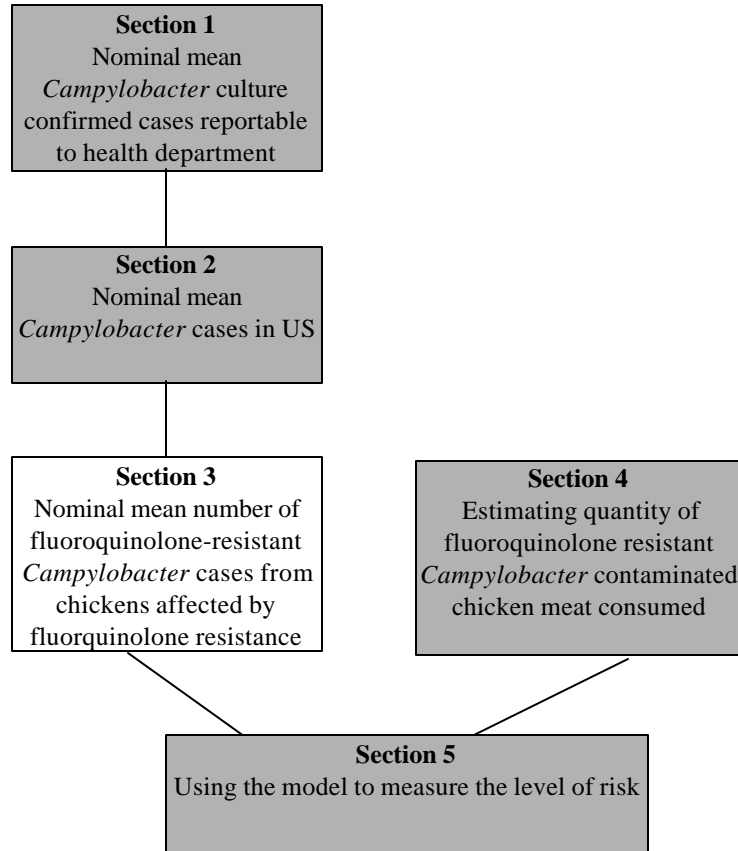 Section 1
Nominal mean
Campylobacter culture
confirmed cases reportable
to health department
Section 2
Nominal mean
Campylobacter cases in US
Section 3
Nominal mean number of
fluoroquinolone-resistant
Campylobacter cases from
chickens affected by
fluorquinolone resistance
Section 4
Estimating quantity of
fluoroquinolone resistant
Campylobacter contaminated
chicken meat consumed
Section 5
Using the model to measure the level of risk